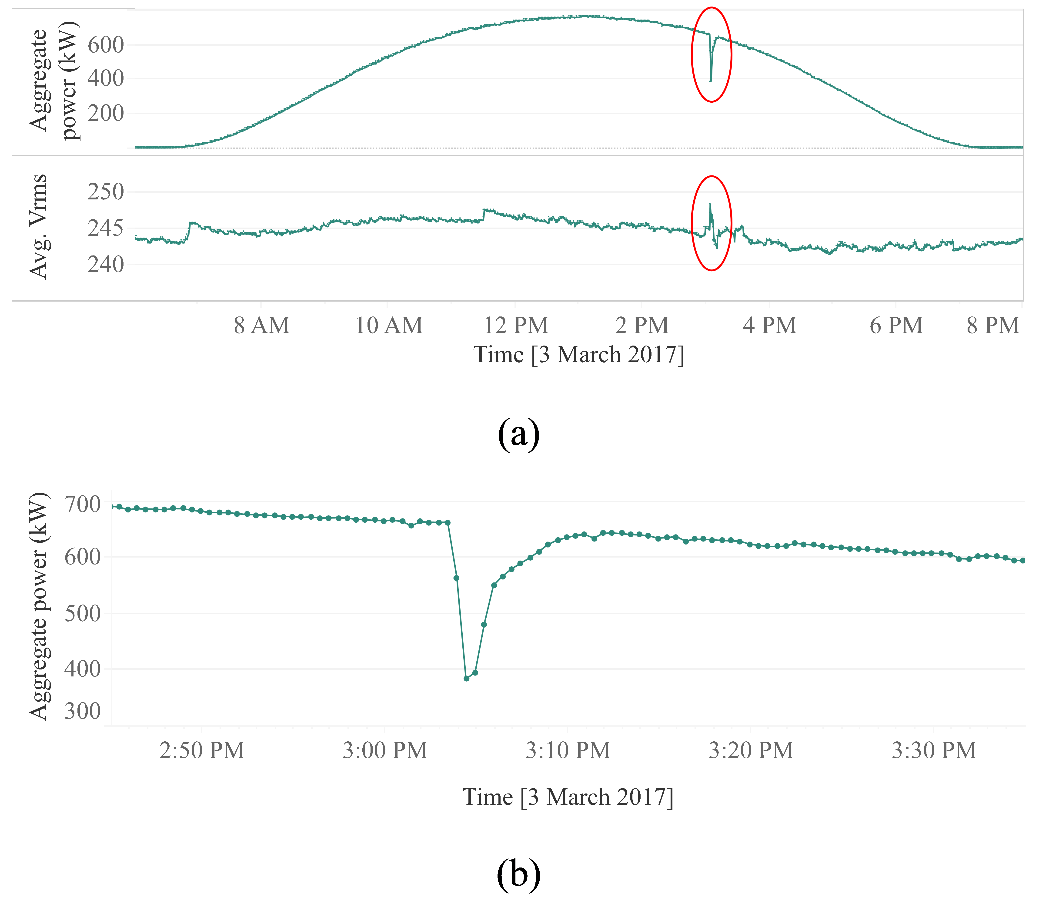 Aggregate
power (kW)
600
400
200
Avg. Vrms
250
245
240
8 AM 10 AM 12 PM 2 PM 4 PM 6 PM 8 PM
Time [3 March 2017]
(a)
Aggregate power (kW)
700
600
500
400
300
2:50 PM 3:00 PM 3:10 PM 3:20 PM 3:30 PM
Time [3 March 2017]
(b)